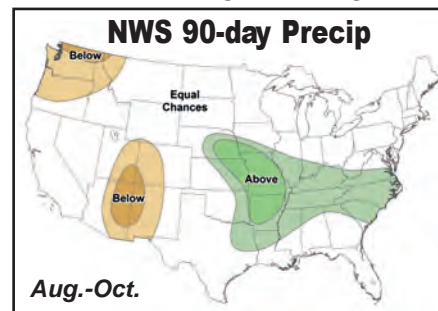 NWS 90-day Precip
Below
Equal
Chances
Above
Below
Aug.-Oct.